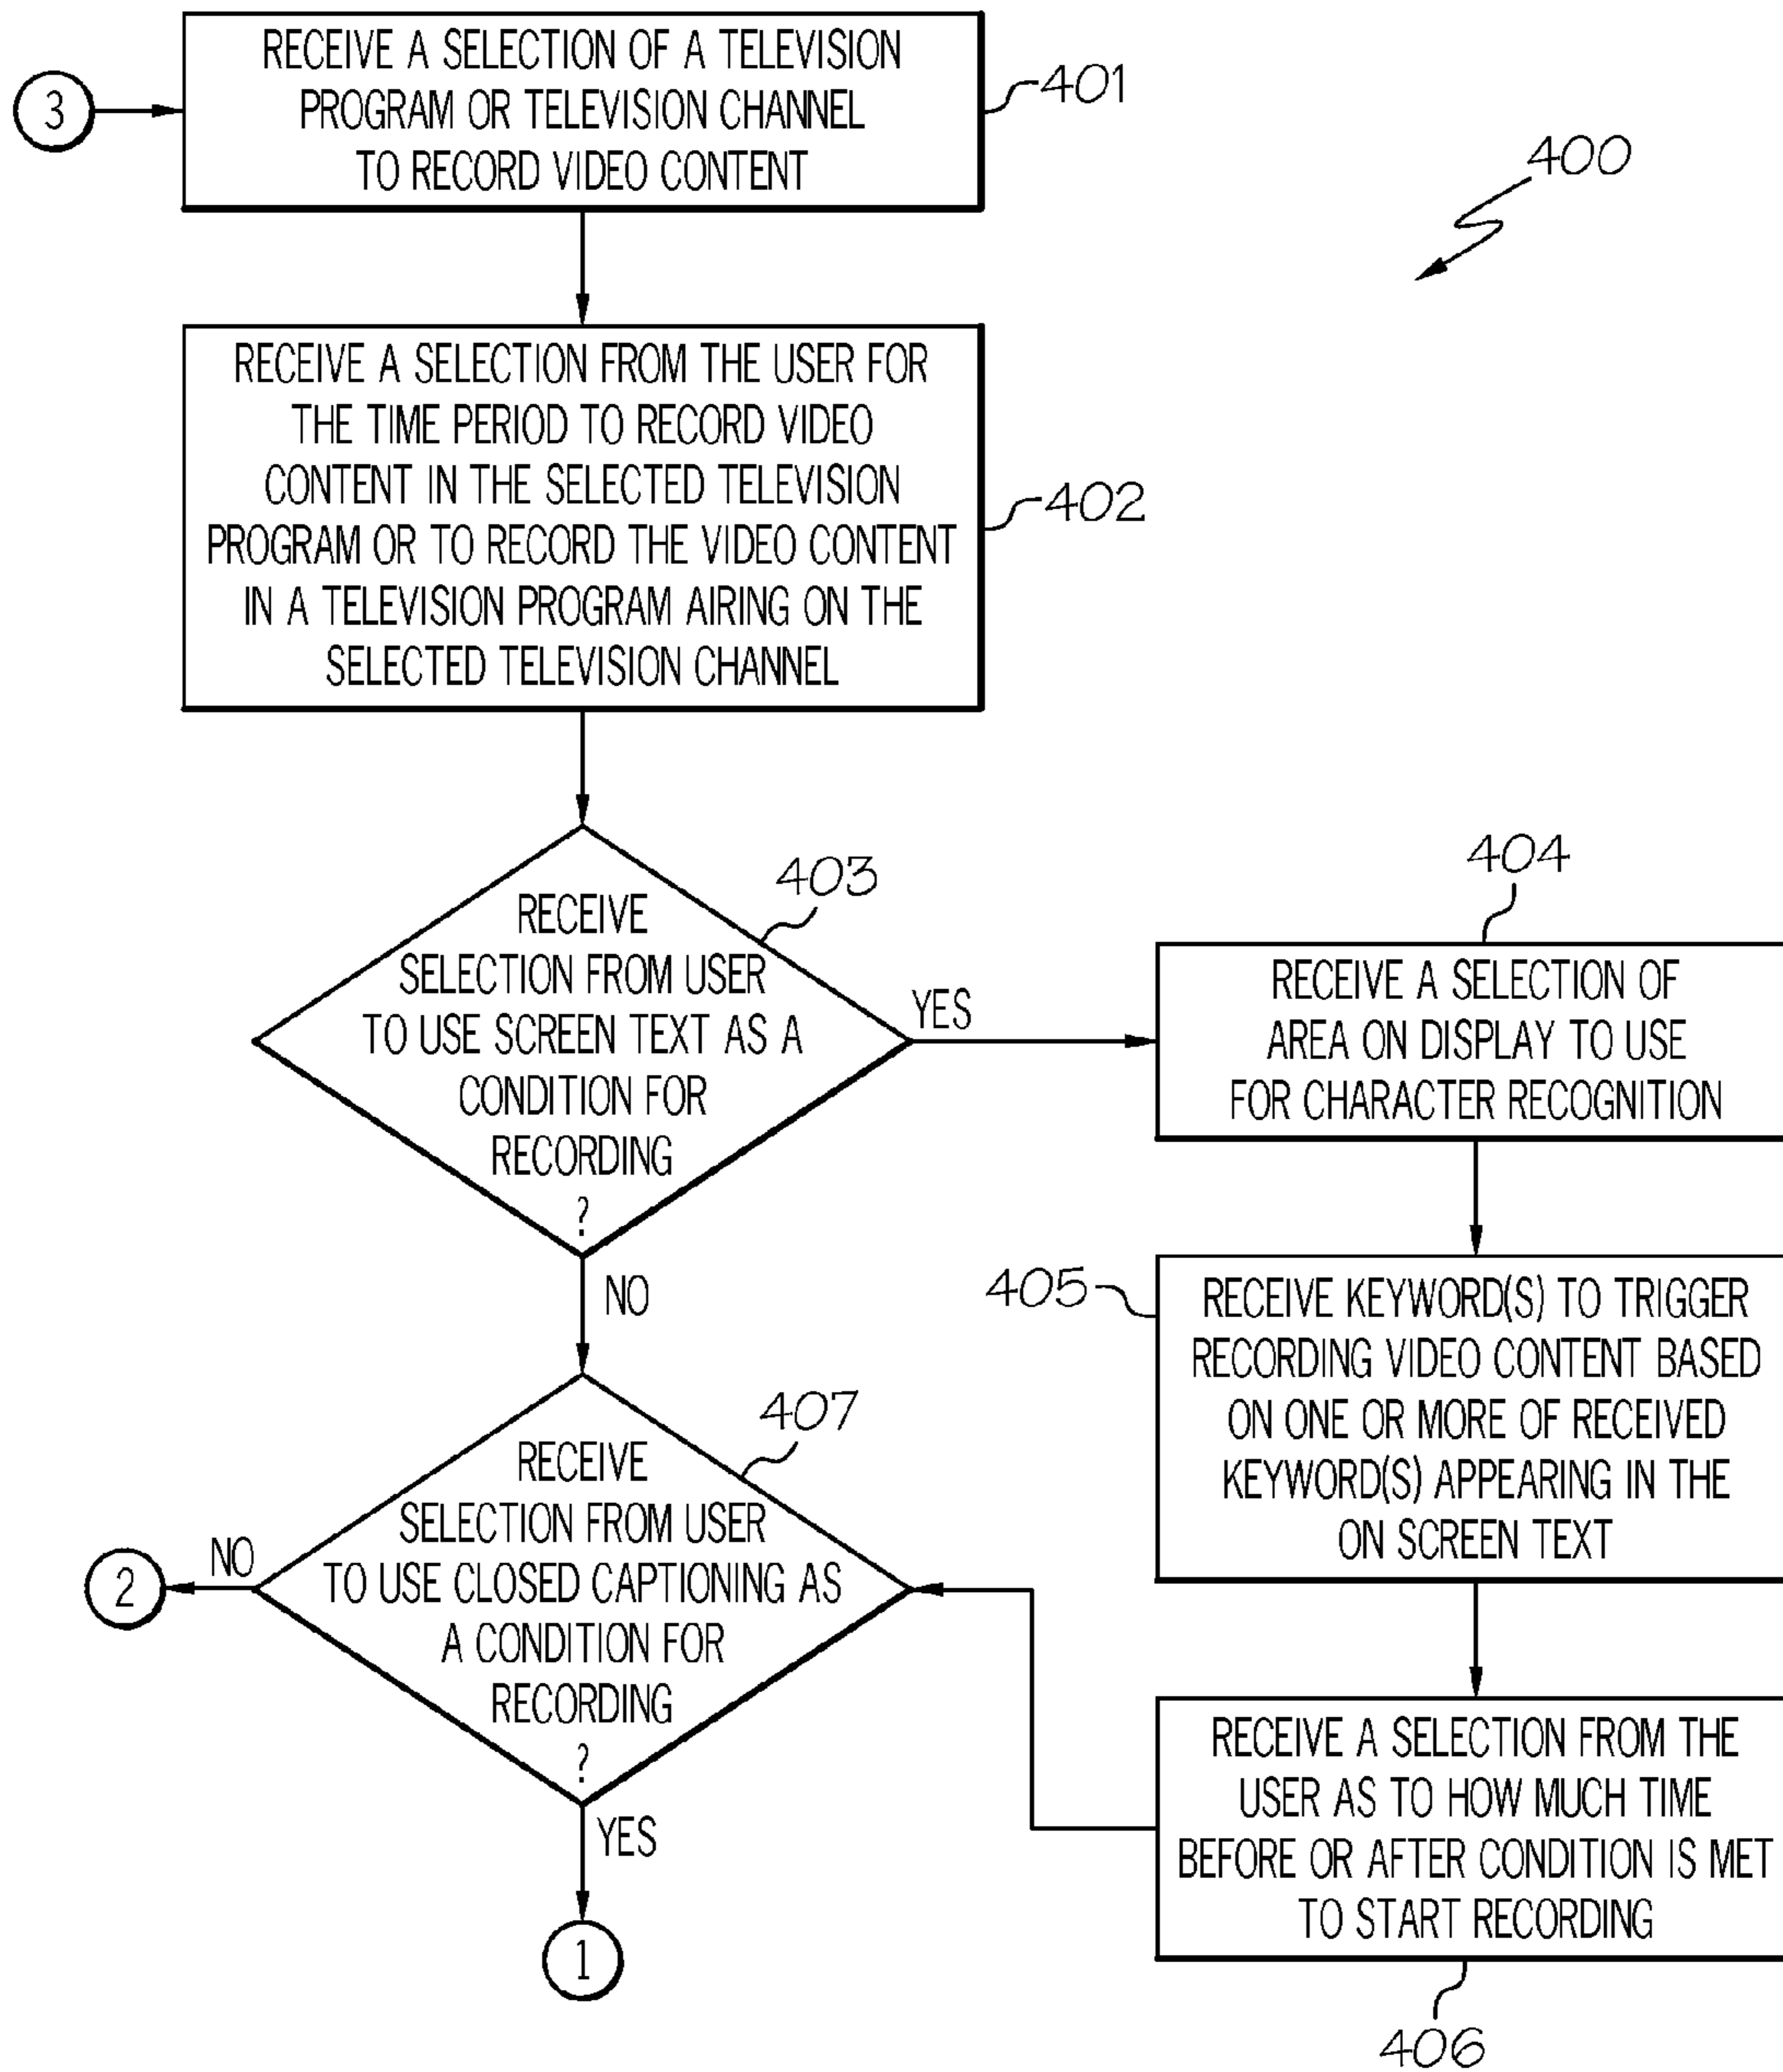 3
RECEIVE A SELECTION OF A TELEVISION
PROGRAM OR TELEVISION CHANNEL
TO RECORD VIDEO CONTENT
401
400
RECEIVE A SELECTION FROM THE USER FOR
THE TIME PERIOD TO RECORD VIDEO
CONTENT IN THE SELECTED TELEVISION
PROGRAM OR TO RECORD THE VIDEO CONTENT
IN A TELEVISION PROGRAM AIRING ON THE
SELECTED TELEVISION CHANNEL
402
403
RECEIVE
SELECTION FROM USER
TO USE SCREEN TEXT AS A
CONDITION FOR
RECORDING
?
YES
NO
404
RECEIVE A SELECTION OF
AREA ON DISPLAY TO USE
FOR CHARACTER RECOGNITION
405
RECEIVE KEYWORD(S) TO TRIGGER
RECORDING VIDEO CONTENT BASED
ON ONE OR MORE OF RECEIVED
KEYWORD(S) APPEARING IN THE
ON SCREEN TEXT
RECEIVE A SELECTION FROM THE
USER AS TO HOW MUCH TIME
BEFORE OR AFTER CONDITION IS MET
TO START RECORDING
406
407
RECEIVE
SELECTION FROM USER
TO USE CLOSED CAPTIONING AS
A CONDITION FOR
RECORDING
?
NO
2
YES
1